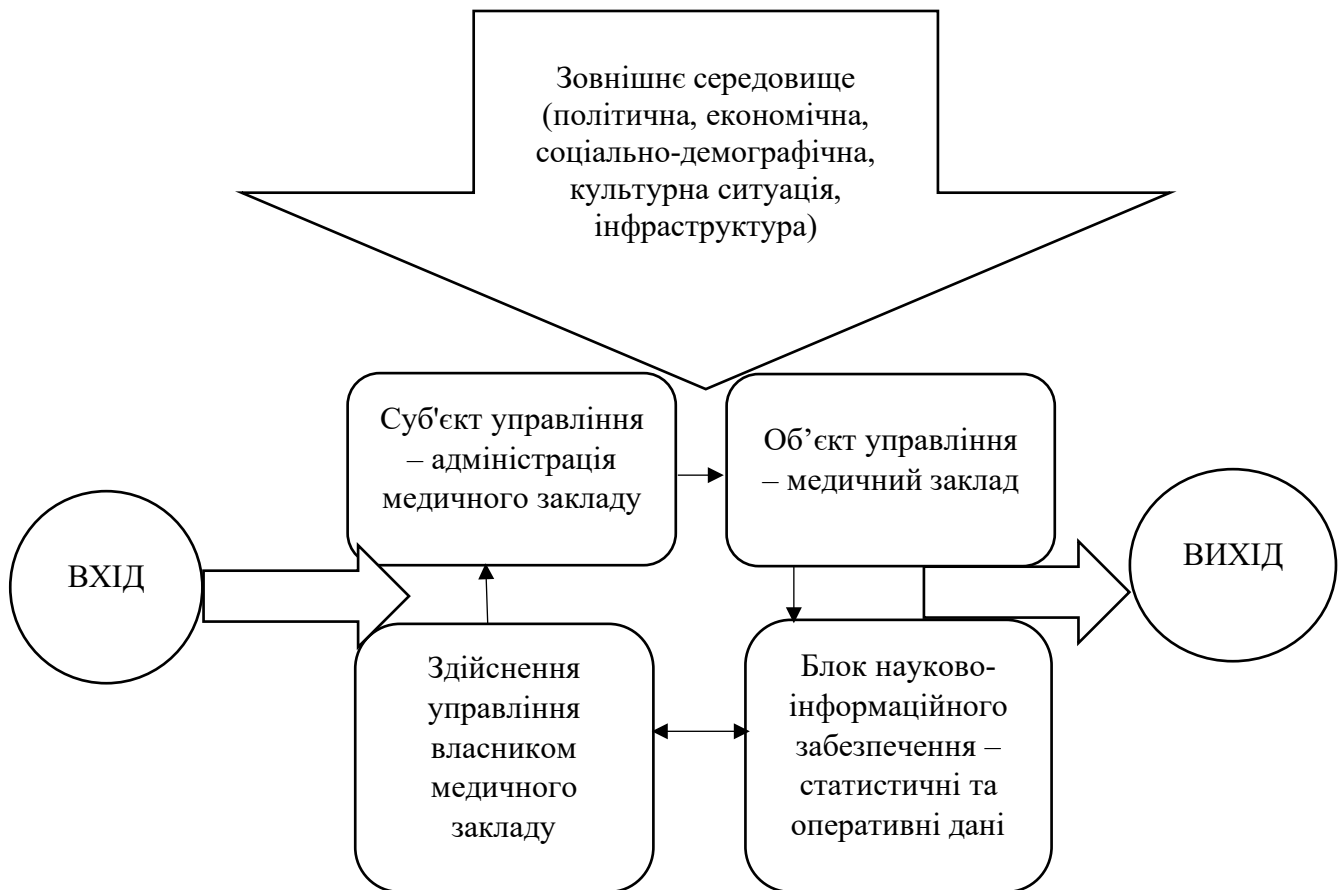 Зовнішнє середовище
(політична, економічна,
соціально-демографічна,
культурна ситуація,
інфраструктура)
Суб'єкт управління
– адміністрація
медичного закладу
Об’єкт управління
– медичний заклад
ВХІД
ВИХІД
Здійснення
управління
власником
медичного
закладу
Блок науково-
інформаційного
забезпечення –
статистичні та
оперативні дані